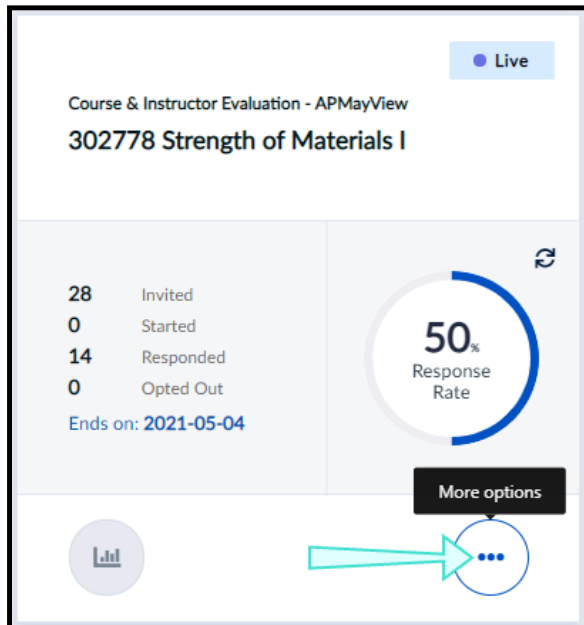 Live
Course & Instructor Evaluation - APMayView
302778 Strength of Materials I
28 Invited
0 Started
14 Responded
0 Opted Out
Ends on: 2021-05-04
50%
Response
Rate
More options